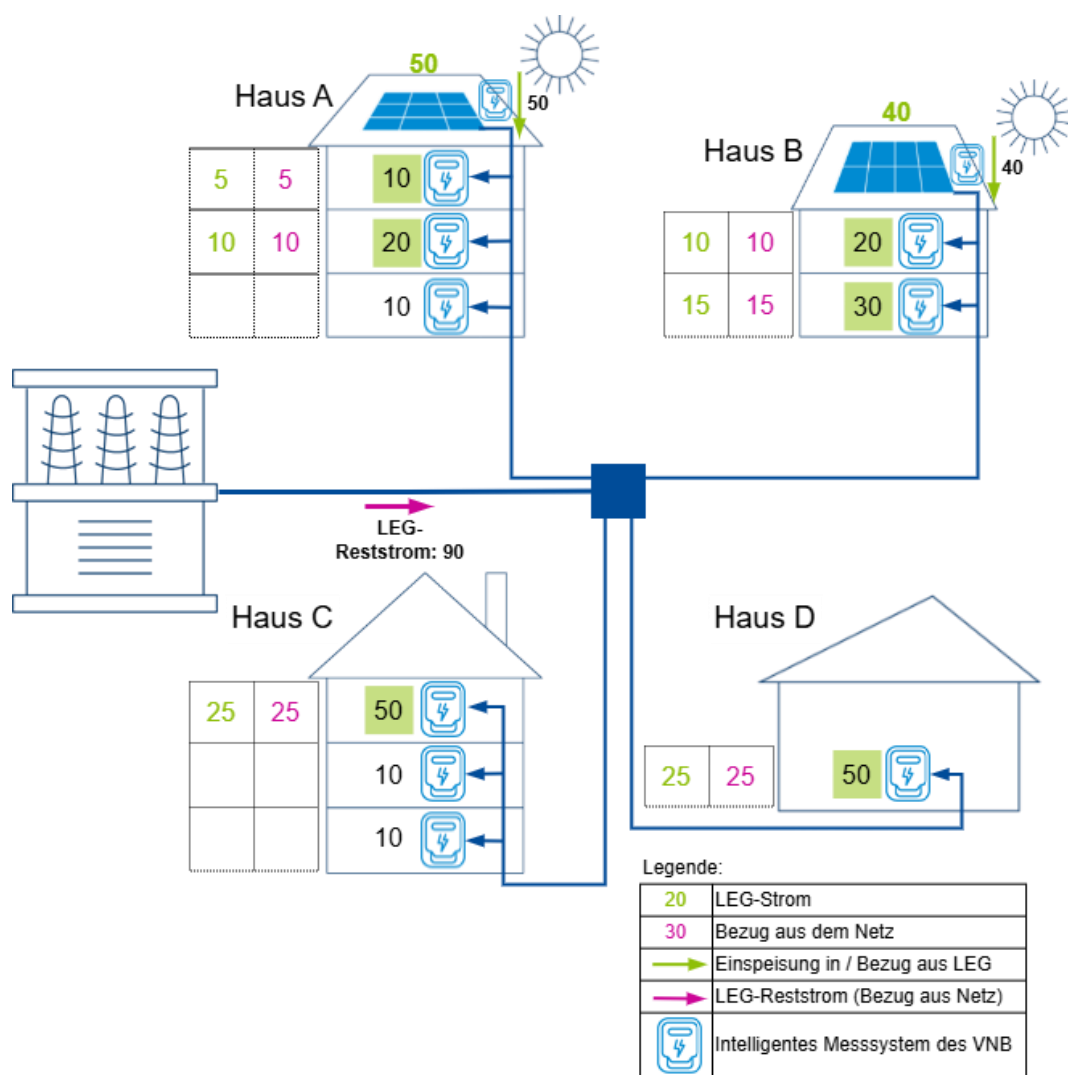 50
Haus A
50
5 5 10
10 10 20
10
40
Haus B
40
10 10 20
15 15 30
LEG-
Reststrom: 90
Haus C
25 25 50
10
10
Haus D
25 25 50
Legende:
20 LEG-Strom
30 Bezug aus dem Netz
Einspeisung in / Bezug aus LEG
LEG-Reststrom (Bezug aus Netz)
Intelligentes Messsystem des VNB